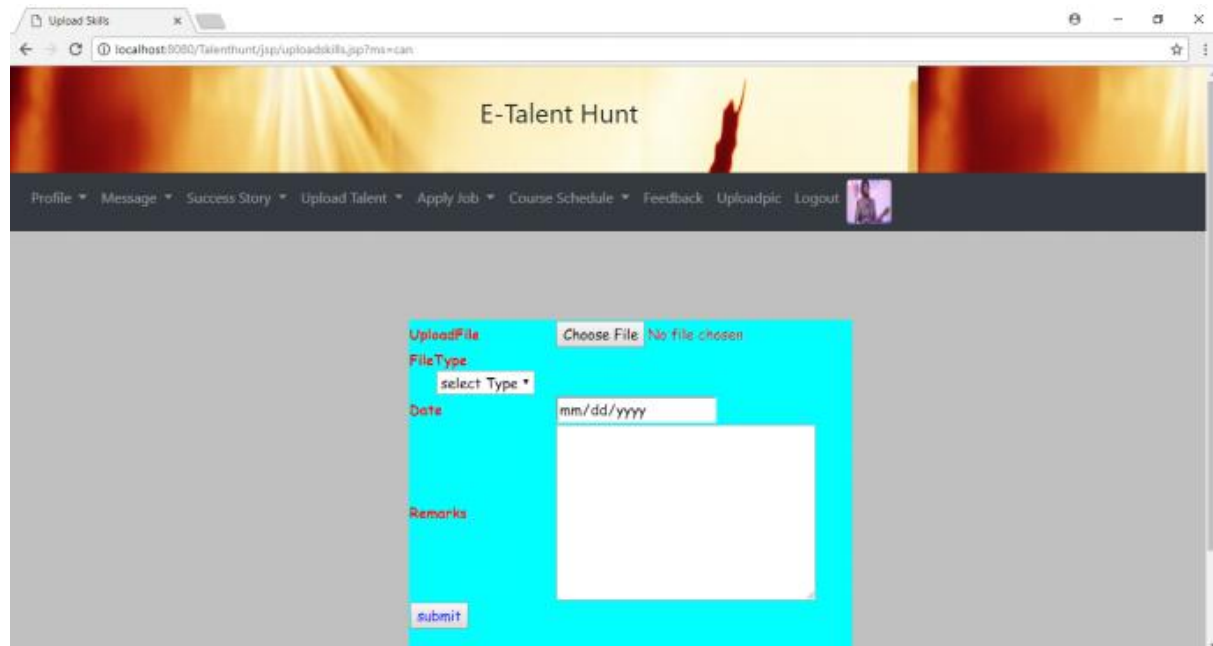 Upload Skills
localhost:8080/Talenthunt/jsp/uploadskills.jsp?ms=can
E-Talent Hunt
Profile Message Success Story Upload Talent Apply Job Course Schedule Feedback Uploadpic Logout
UploadFile Choose File No file chosen
FileType
select Type
Date mm/dd/yyyy
Remarks
submit